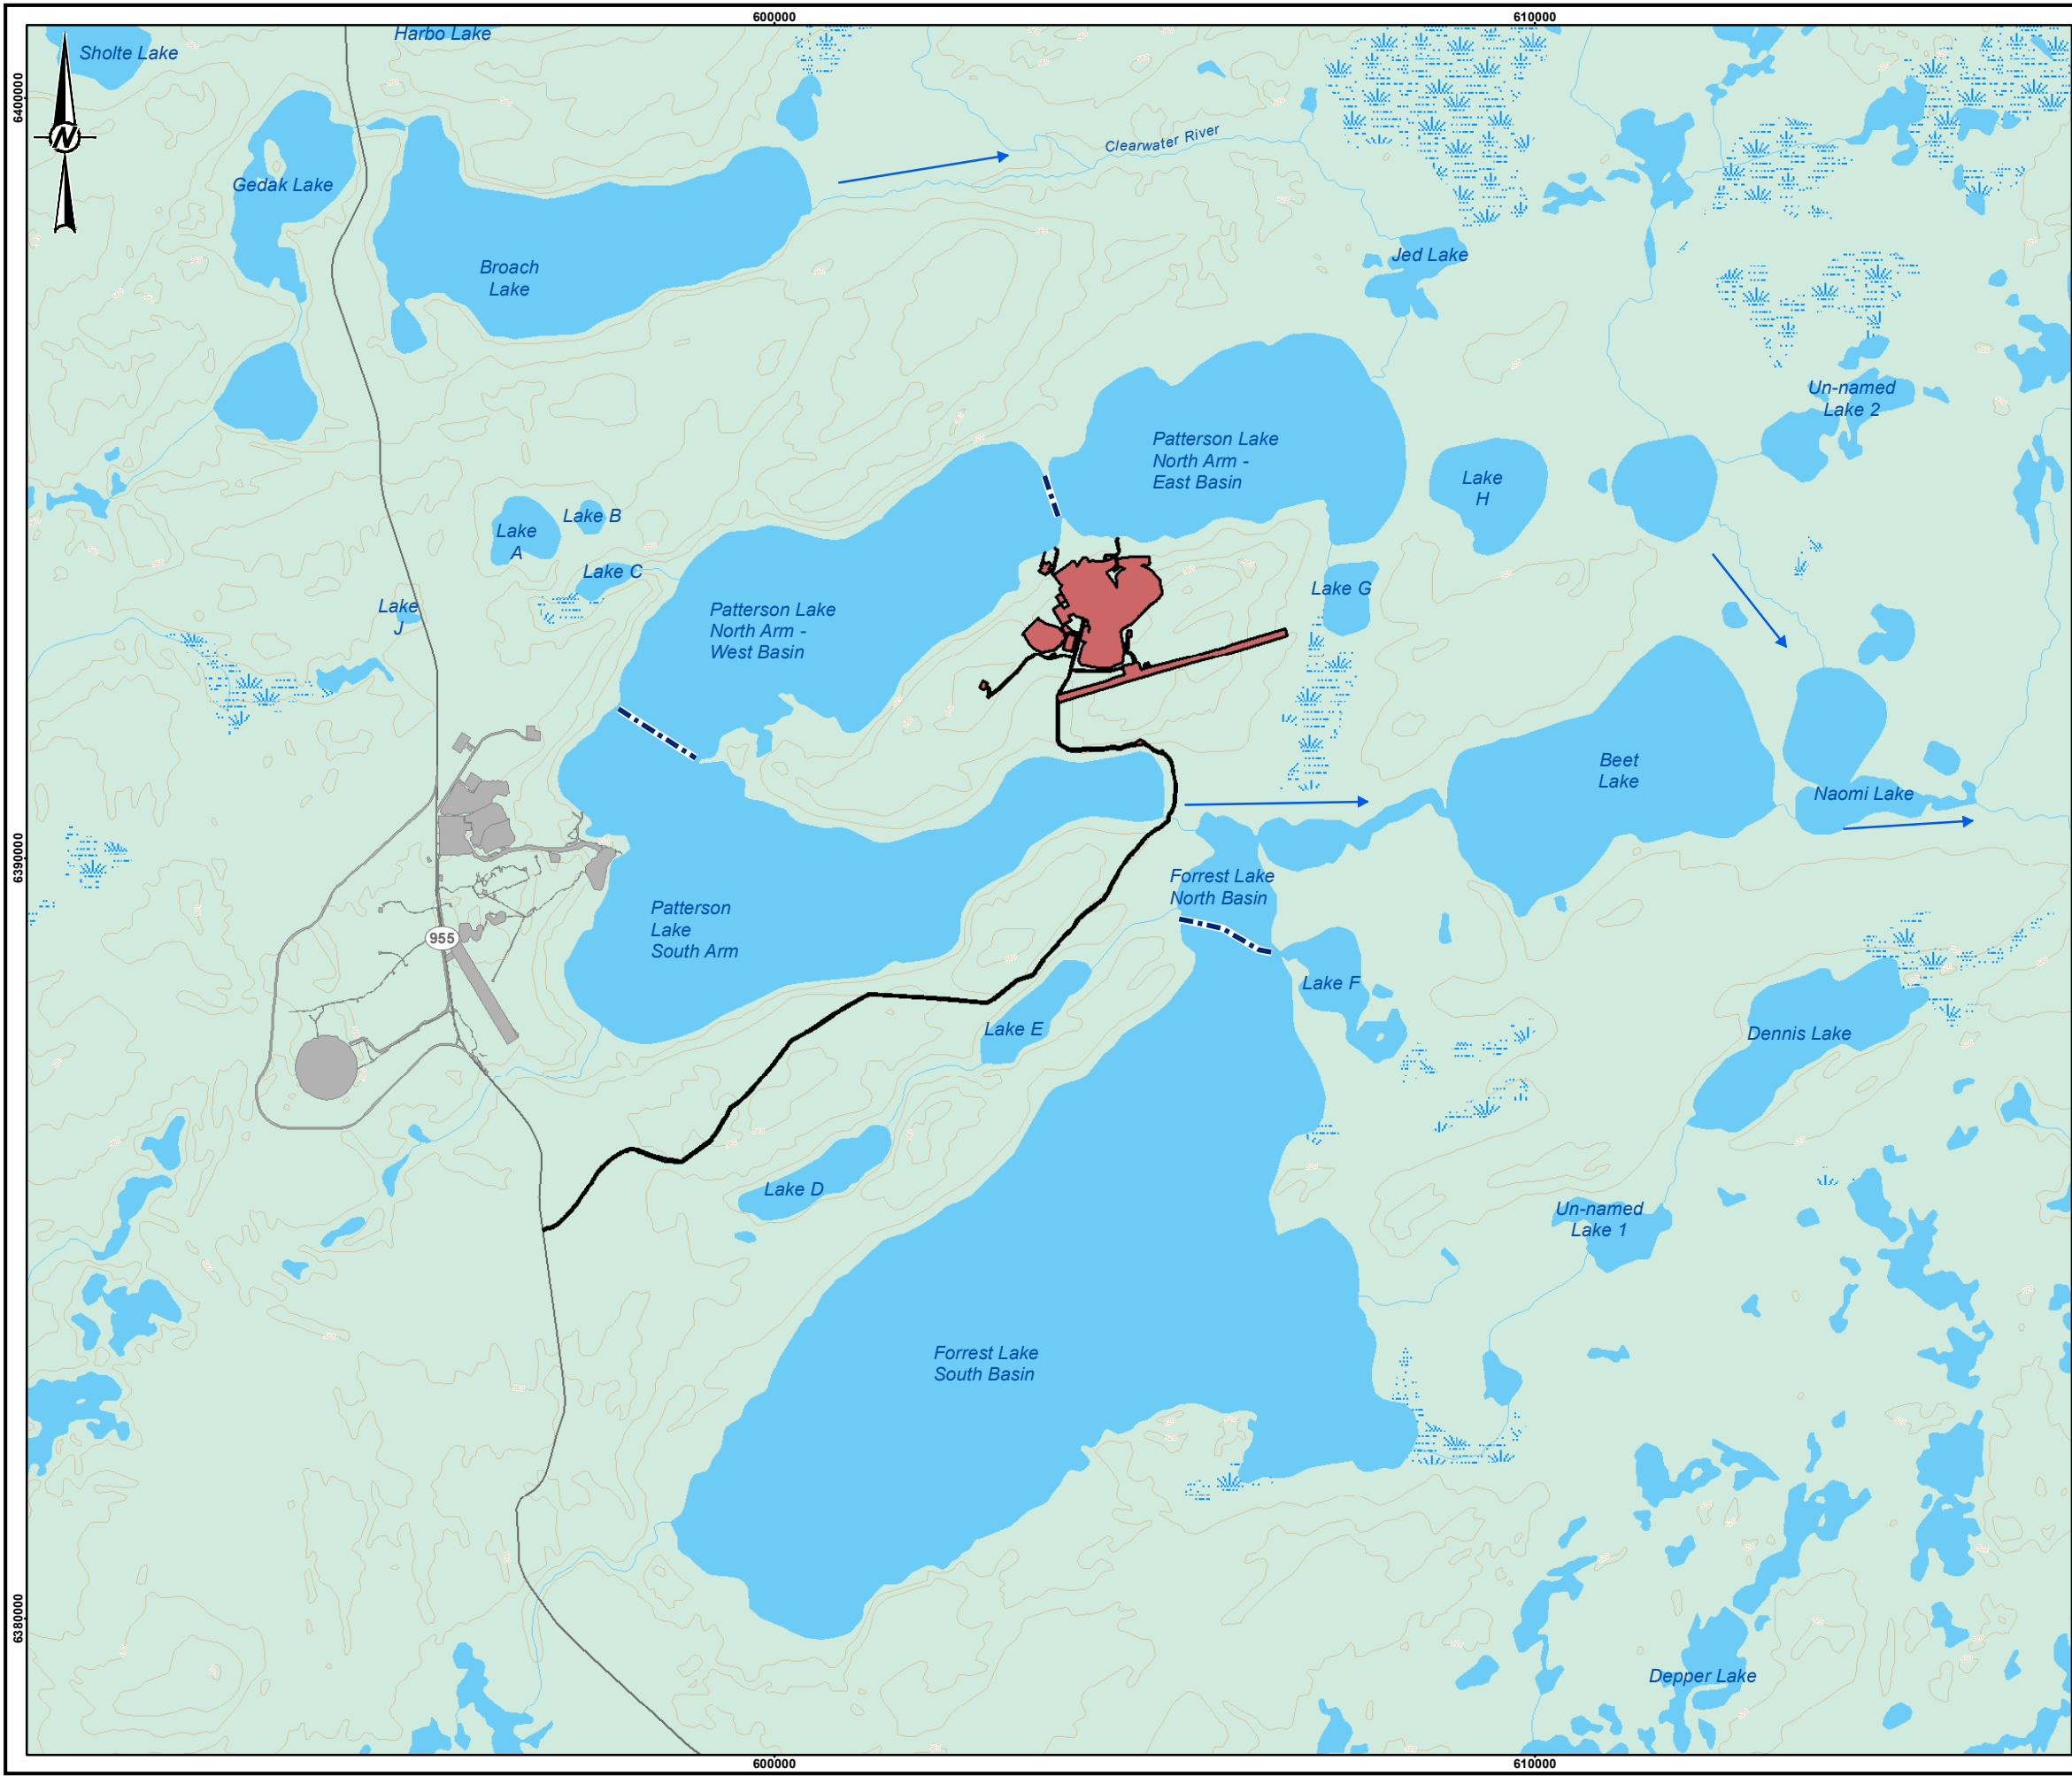 600000
610000
Sholte Lake
Harbo Lake
6400000
N
Clearwater River
Gedak Lake
Broach
Lake
Jed Lake
Un-named
Lake 2
Patterson Lake
North Arm -
East Basin
Lake
H
Lake B
Lake
A
Lake C
Lake G
Lake
J
Patterson Lake
North Arm -
West Basin
Beet
Lake
Naomi Lake
6390000
Forrest Lake
North Basin
Patterson
Lake
South Arm
955
Lake F
Lake E
Dennis Lake
Lake D
Un-named
Lake 1
Forrest Lake
South Basin
6380000
Depper Lake
600000
610000